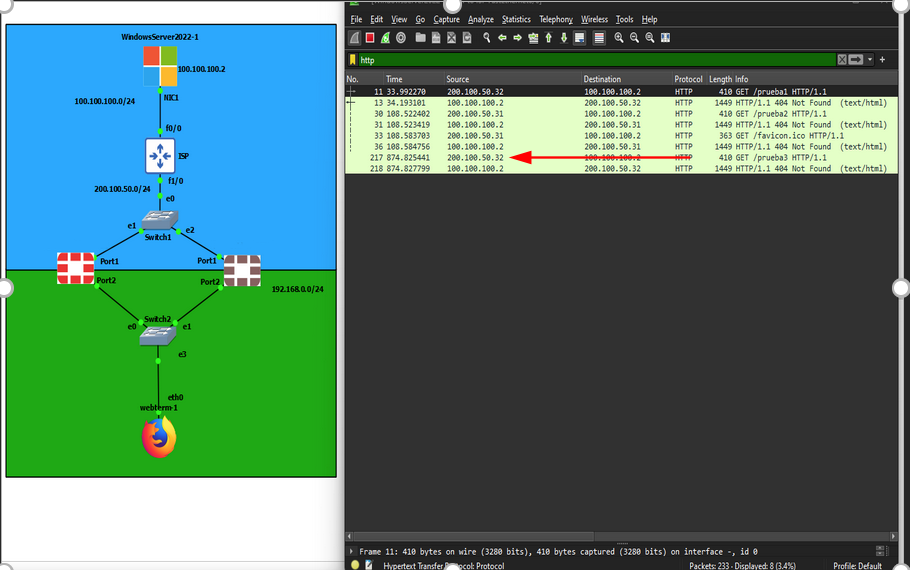 WindowsServer2022-1
100.100.100.2
NIC1
100.100.100.0/24
f0/0
ISP
f1/0
200.100.50.0/24
e0
e1
e2
Switch1
Port1
Port1
Port2
Port2
192.168.0.0/24
Switch2
e0
e1
e3
eth0
webterm-1
File Edit View Go Capture Analyze Statistics Telephony Wireless Tools Help
http
No. Time Source Destination Protocol Length Info
11 33.992270 200.100.50.32 100.100.100.2 HTTP 410 GET /prueba1 HTTP/1.1
13 34.193101 100.100.100.2 200.100.50.32 HTTP 1449 HTTP/1.1 404 Not Found (text/html)
30 108.522402 200.100.50.31 100.100.100.2 HTTP 410 GET /prueba2 HTTP/1.1
31 108.523419 100.100.100.2 200.100.50.31 HTTP 1449 HTTP/1.1 404 Not Found (text/html)
33 108.583703 200.100.50.31 100.100.100.2 HTTP 363 GET /favicon.ico HTTP/1.1
36 108.584756 100.100.100.2 200.100.50.31 HTTP 1449 HTTP/1.1 404 Not Found (text/html)
217 874.825441 200.100.50.32 100.100.100.2 HTTP 410 GET /prueba3 HTTP/1.1
218 874.827799 100.100.100.2 200.100.50.32 HTTP 1449 HTTP/1.1 404 Not Found (text/html)
Frame 11: 410 bytes on wire (3280 bits), 410 bytes captured (3280 bits) on interface -, id 0
Hypertext Transfer Protocol: Protocol
Packets: 233 · Displayed: 8 (3.4%)
Profile: Default